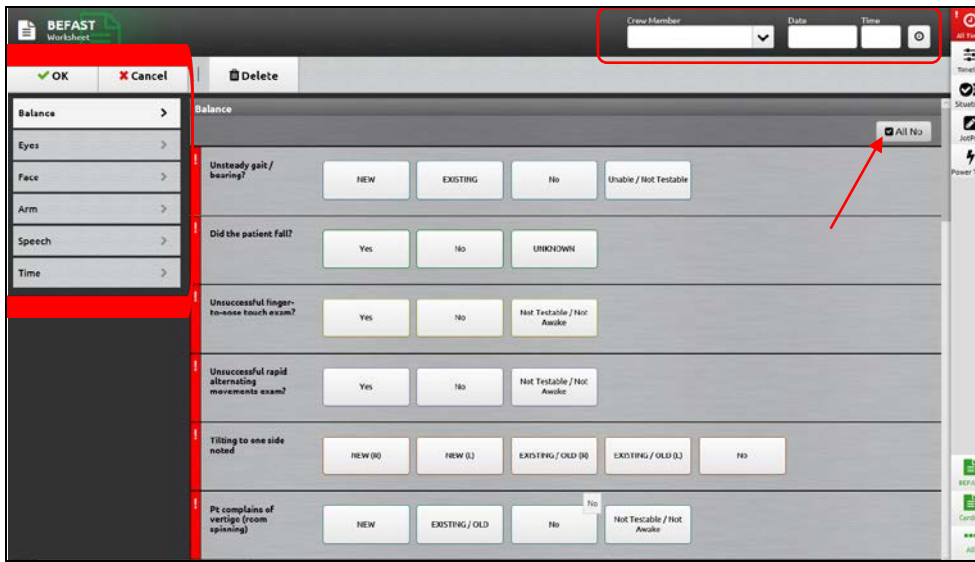 BEFAST
Worksheet
Crew Member
Date
Time
OK
Cancel
Delete
Balance
Eyes
Face
Arm
Speech
Time
Balance
All No
Unsteady gait /
bearing?
NEW
EXISTING
No
Unable / Not Testable
Did the patient fall?
Yes
No
UNKNOWN
Unsuccessful finger-
to-nose touch exam?
Yes
No
Not Testable / Not
Awake
Unsuccessful rapid
alternating
movements exam?
Yes
No
Not Testable / Not
Awake
Tilting to one side
noted
NEW (R)
NEW (L)
EXISTING / OLD (R)
EXISTING / OLD (L)
No
Pt complains of
vertigo (room
spinning)
NEW
EXISTING / OLD
No
No
Not Testable / Not
Awake
All
Power
All